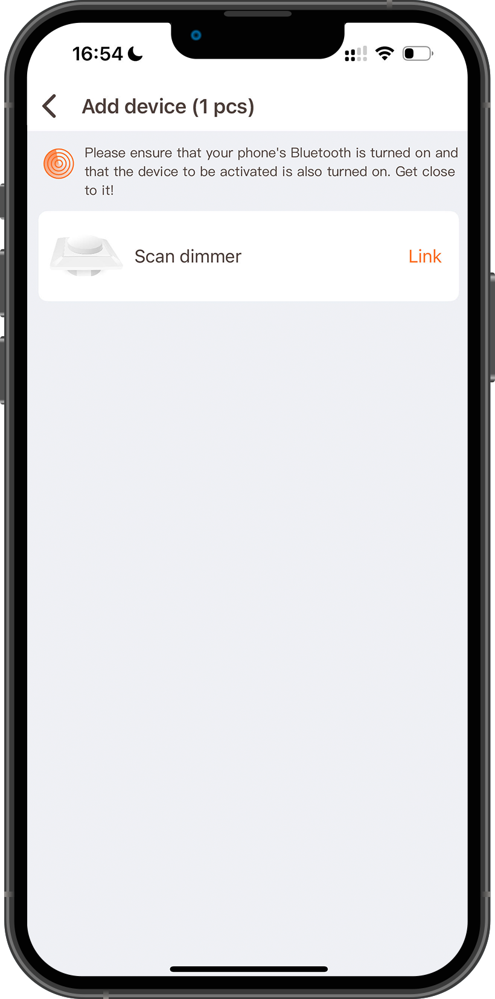 16:54
Add device (1 pcs)
Please ensure that your phone's Bluetooth is turned on and
that the device to be activated is also turned on. Get close
to it!
Scan dimmer
Link